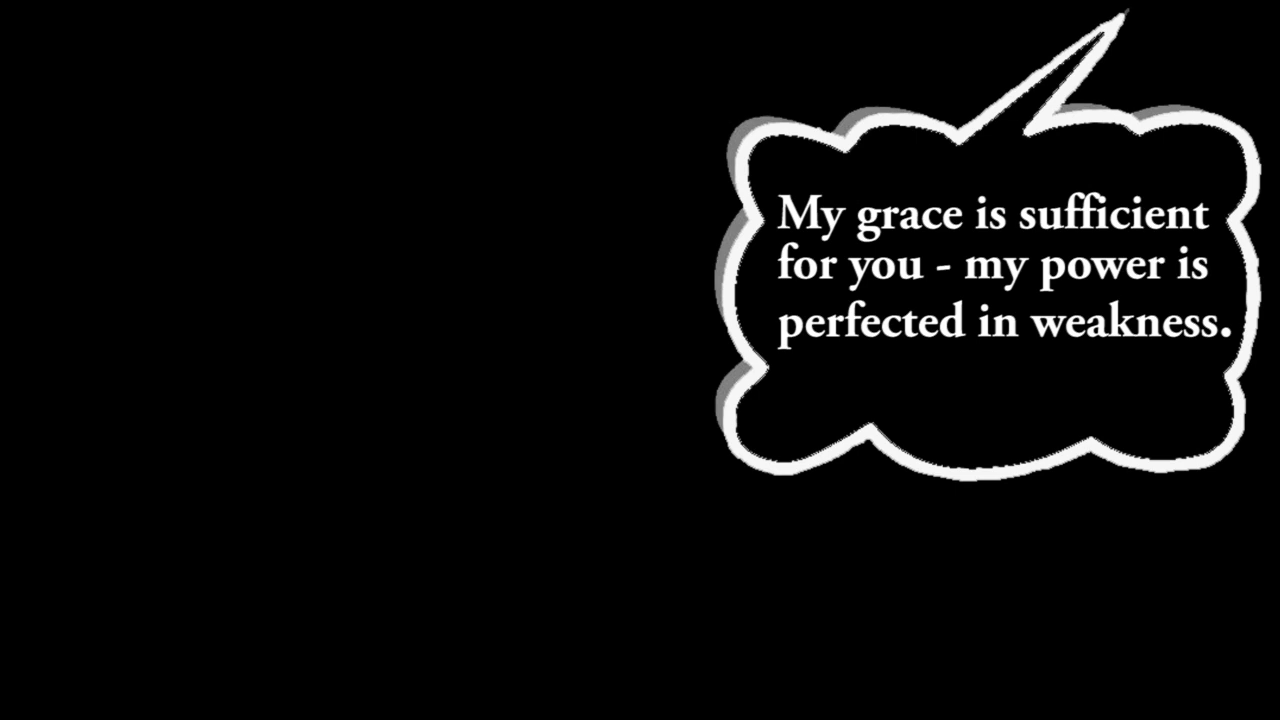 My grace is sufficient
for you - my power is
perfected in weakness.